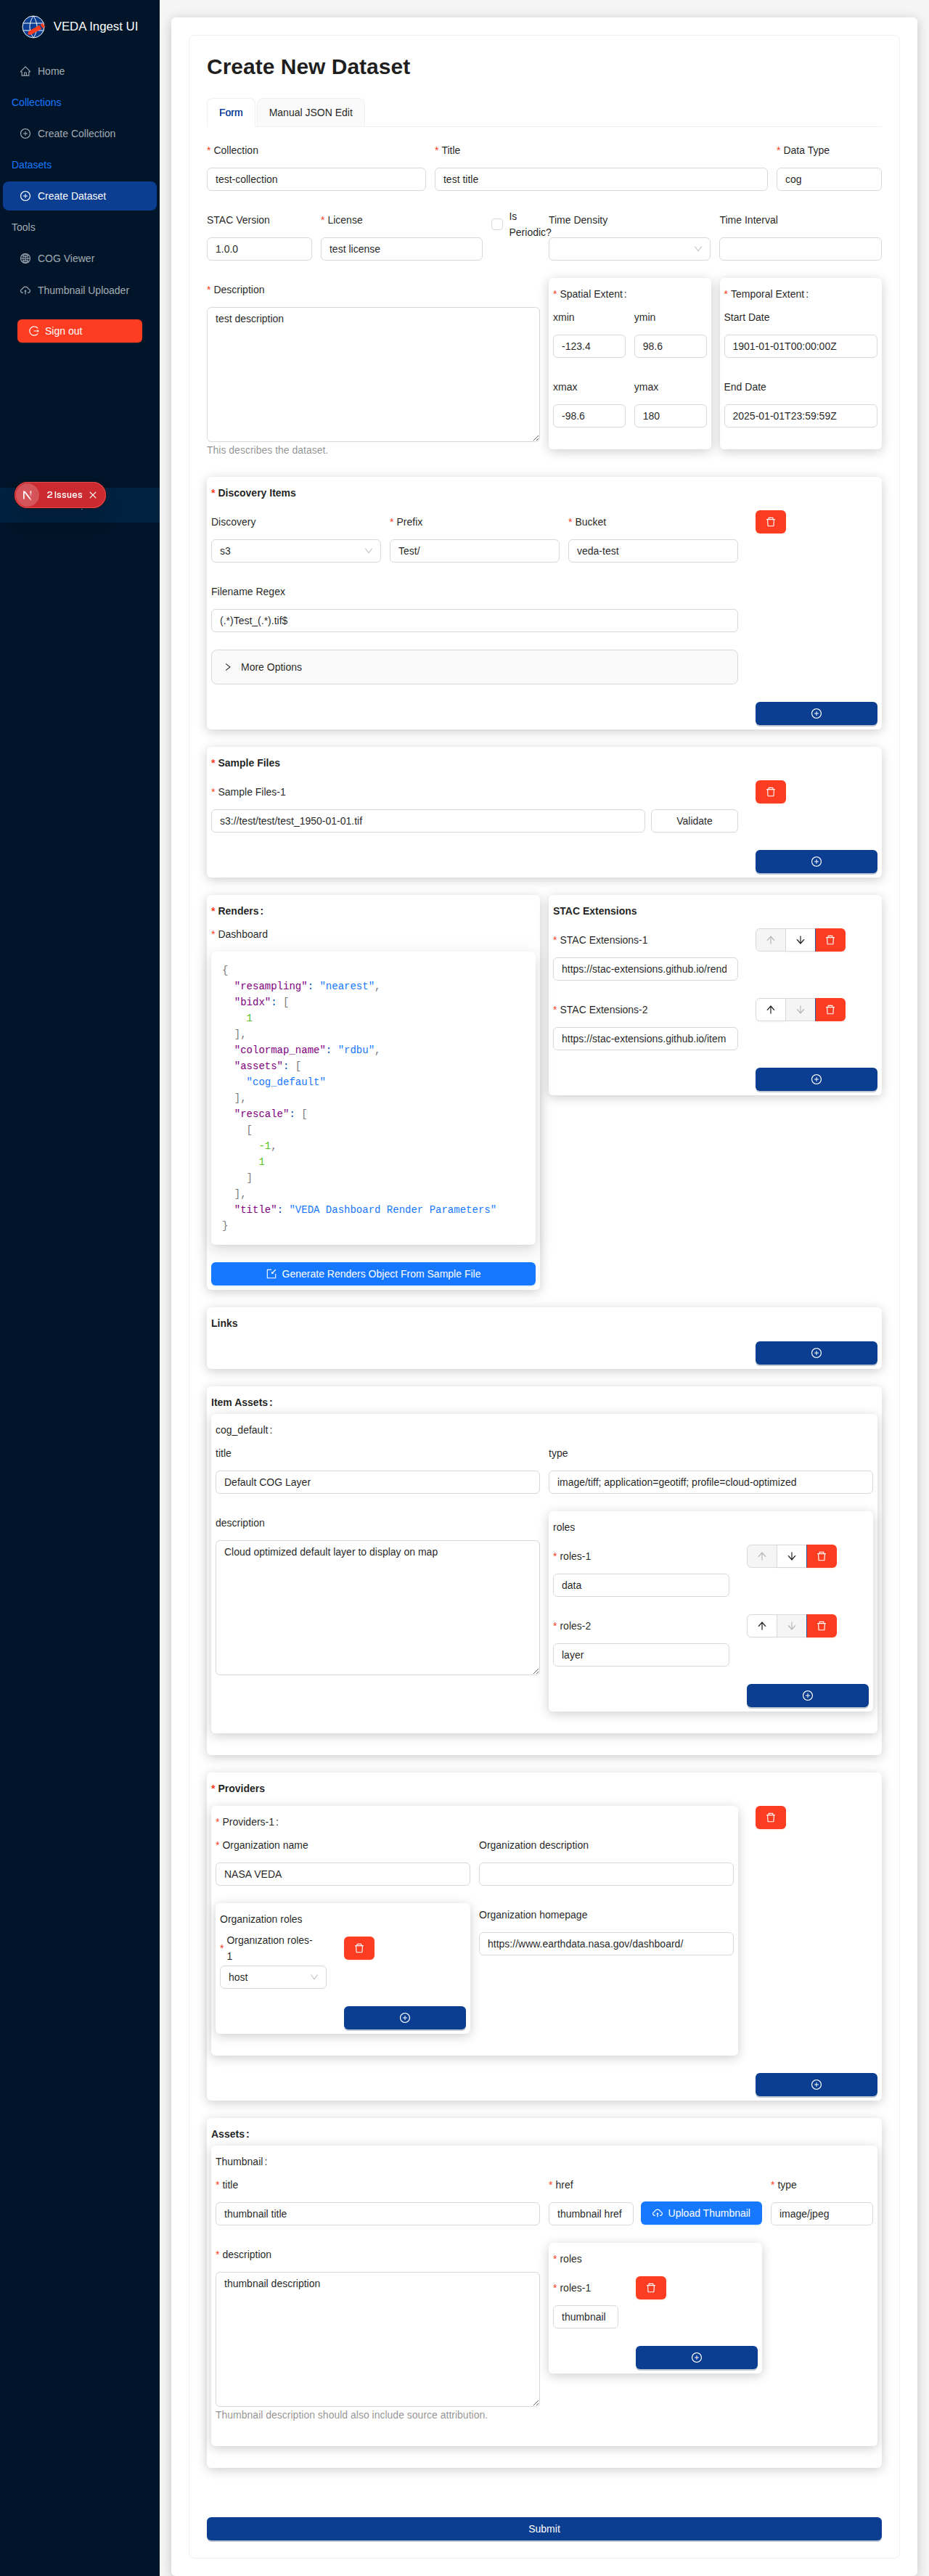 VEDA Ingest UI
Home
Collections
Create Collection
Datasets
Create Dataset
Tools
COG Viewer
Thumbnail Uploader
Sign out
2 Issues
Create New Dataset
Form
Manual JSON Edit
* Collection
* Title
* Data Type
test-collection
test title
cog
STAC Version
* License
Is
Periodic?
Time Density
Time Interval
1.0.0
test license
* Description
test description
This describes the dataset.
* Spatial Extent:
xmin
ymin
-123.4
98.6
xmax
ymax
-98.6
180
* Temporal Extent:
Start Date
1901-01-01T00:00:00Z
End Date
2025-01-01T23:59:59Z
* Discovery Items
Discovery
* Prefix
* Bucket
s3
Test/
veda-test
Filename Regex
(.*)Test_(.*).tif$
More Options
* Sample Files
* Sample Files-1
s3://test/test/test_1950-01-01.tif
Validate
* Renders:
* Dashboard
{
"resampling": "nearest",
"bidx": [
1
],
"colormap_name": "rdbu",
"assets": [
"cog_default"
],
"rescale": [
[
-1,
1
]
],
"title": "VEDA Dashboard Render Parameters"
}
Generate Renders Object From Sample File
STAC Extensions
* STAC Extensions-1
https://stac-extensions.github.io/rend
* STAC Extensions-2
https://stac-extensions.github.io/item
Links
Item Assets:
cog_default:
title
type
Default COG Layer
image/tiff; application=geotiff; profile=cloud-optimized
description
Cloud optimized default layer to display on map
roles
* roles-1
data
* roles-2
layer
* Providers
* Providers-1:
* Organization name
Organization description
NASA VEDA
Organization roles
* Organization roles-
1
host
Organization homepage
https://www.earthdata.nasa.gov/dashboard/
Assets:
Thumbnail:
* title
* href
* type
thumbnail title
thumbnail href
Upload Thumbnail
image/jpeg
* description
thumbnail description
Thumbnail description should also include source attribution.
* roles
* roles-1
thumbnail
Submit